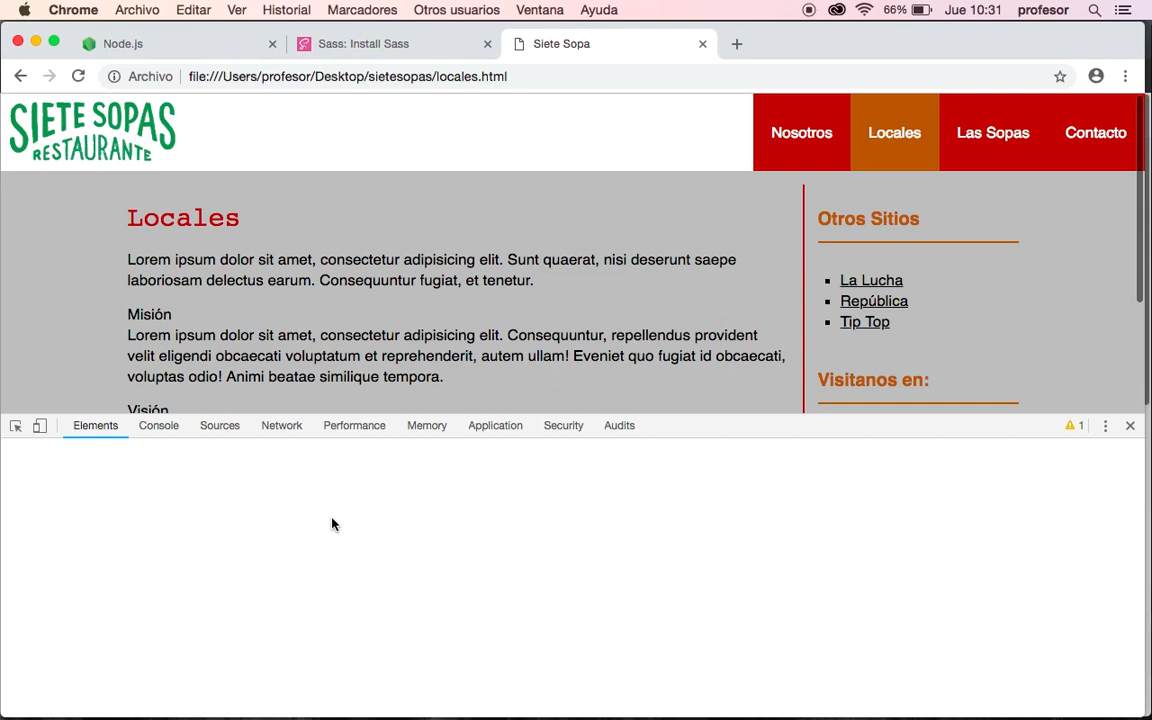 Chrome Archivo Editar Ver Historial Marcadores Otros usuarios Ventana Ayuda 66% Jue 10:31 profesor
Node.js Sass: Install Sass Siete Sopa
Archivo file:///Users/profesor/Desktop/sietesopas/locales.html
SIETE SOPAS
RESTAURANTE
Nosotros Locales Las Sopas Contacto
Locales
Lorem ipsum dolor sit amet, consectetur adipisicing elit. Sunt quaerat, nisi deserunt saepe
laboriosam delectus earum. Consequuntur fugiat, et tenetur.
Misión
Lorem ipsum dolor sit amet, consectetur adipisicing elit. Consequuntur, repellendus provident
velit eligendi obcaecati voluptatum et reprehenderit, autem ullam! Eveniet quo fugiat id obcaecati,
voluptas odio! Animi beatae similique tempora.
Visión
Otros Sitios
La Lucha
República
Tip Top
Visitanos en:
Elements Console Sources Network Performance Memory Application Security Audits 1